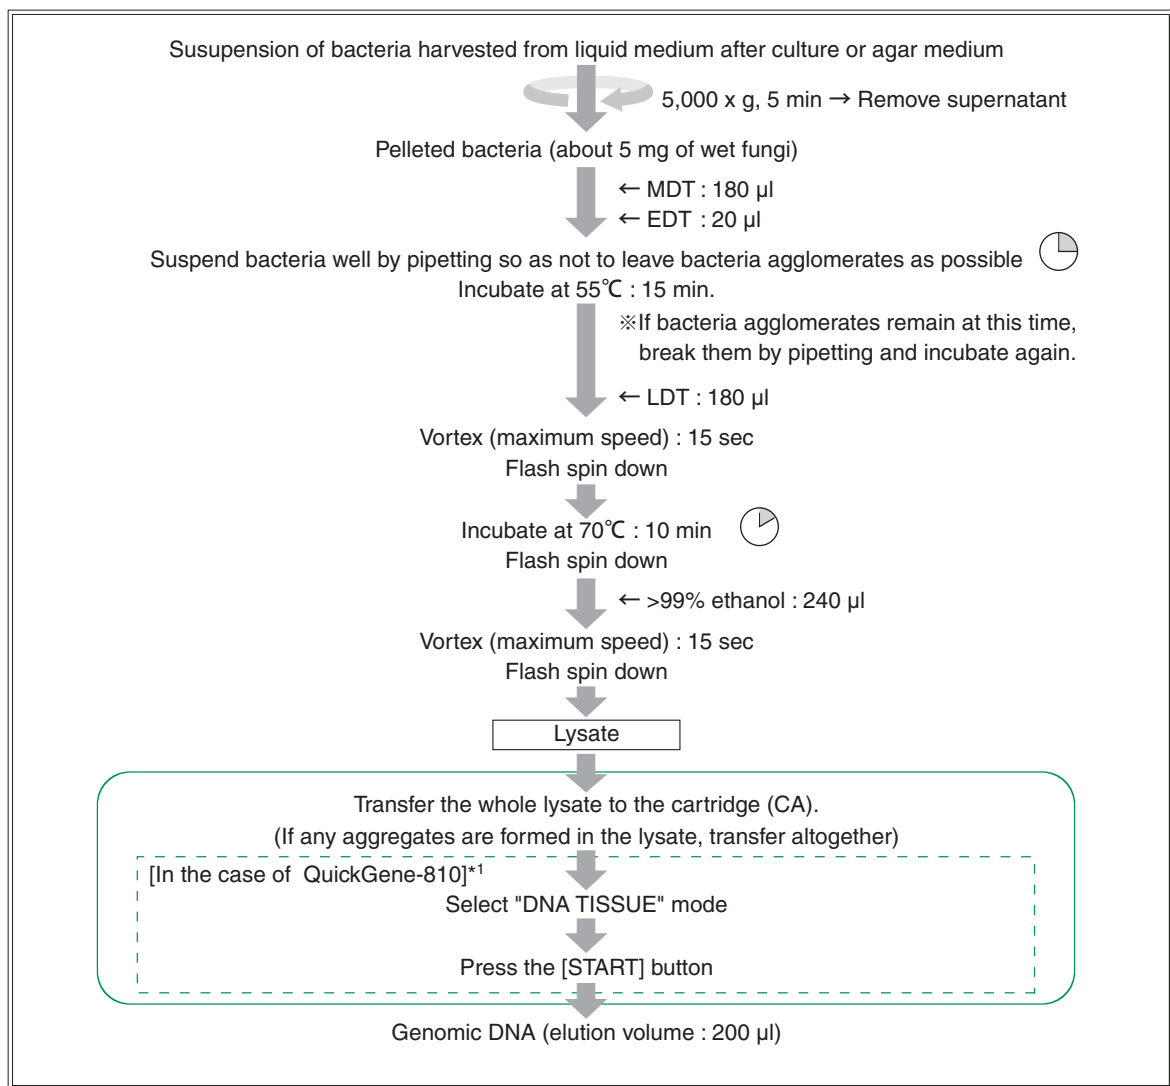 Susupension of bacteria harvested from liquid medium after culture or agar medium
5,000 x g, 5 min → Remove supernatant
Pelleted bacteria (about 5 mg of wet fungi)
← MDT : 180 µl
← EDT : 20 µl
Suspend bacteria well by pipetting so as not to leave bacteria agglomerates as possible
Incubate at 55℃ : 15 min.
※If bacteria agglomerates remain at this time,
break them by pipetting and incubate again.
← LDT : 180 µl
Vortex (maximum speed) : 15 sec
Flash spin down
Incubate at 70℃ : 10 min
Flash spin down
← >99% ethanol : 240 µl
Vortex (maximum speed) : 15 sec
Flash spin down
Lysate
Transfer the whole lysate to the cartridge (CA).
(If any aggregates are formed in the lysate, transfer altogether)
[In the case of QuickGene-810]*1
Select "DNA TISSUE" mode
Press the [START] button
Genomic DNA (elution volume : 200 µl)